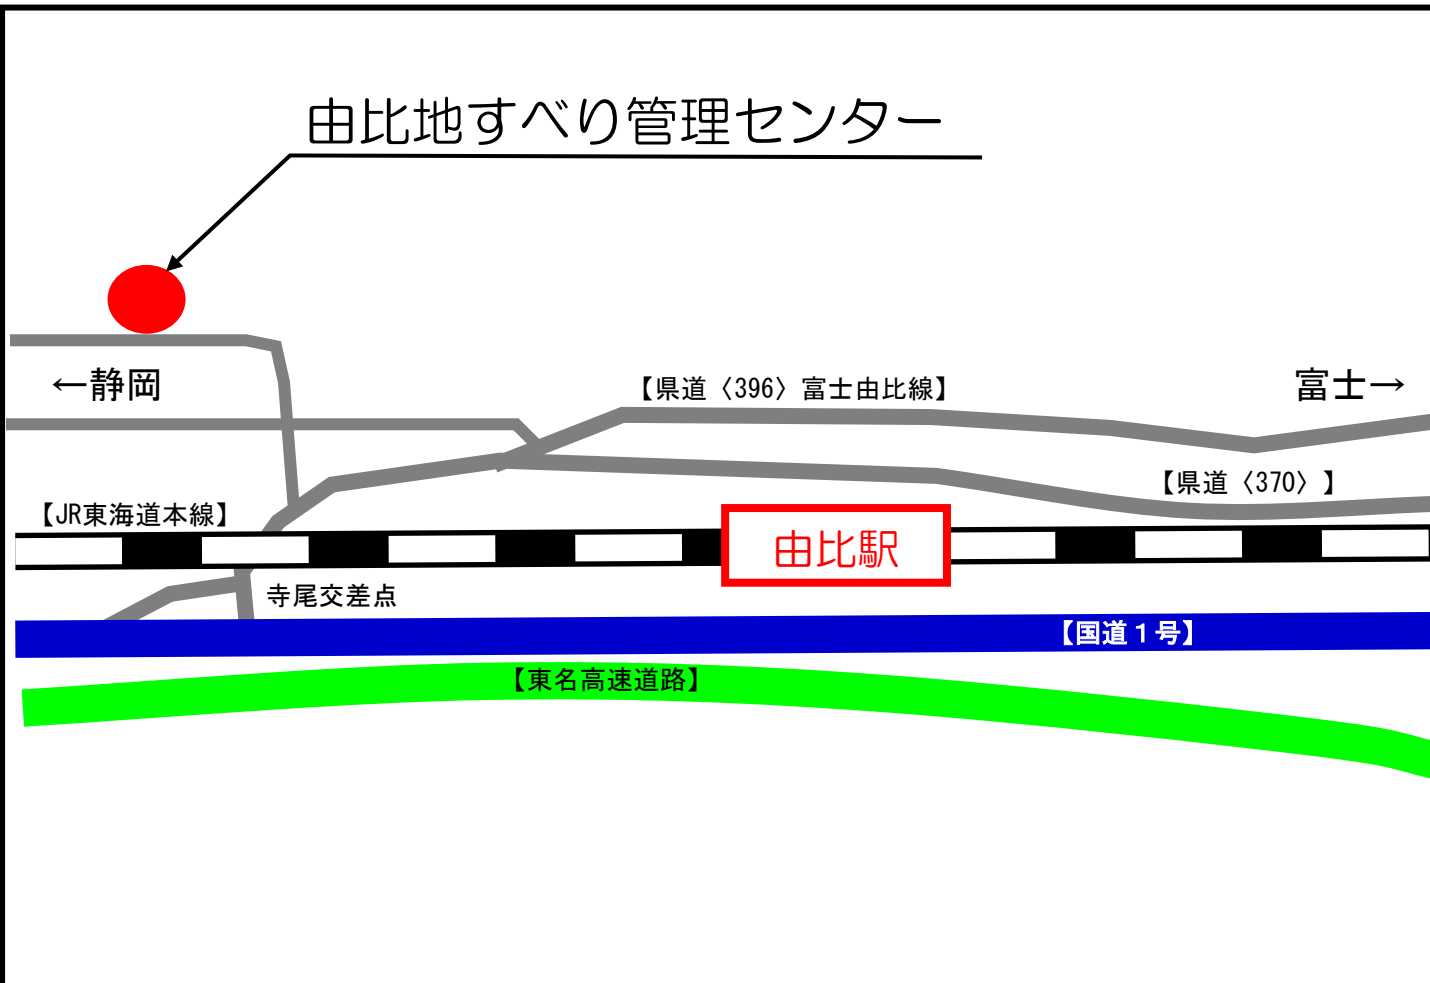 由比地すべり管理センター
←静岡
【県道〈396〉富士由比線】
富士→
【県道〈370〉】
【JR東海道本線】
由比駅
寺尾交差点
【国道１号】
【東名高速道路】